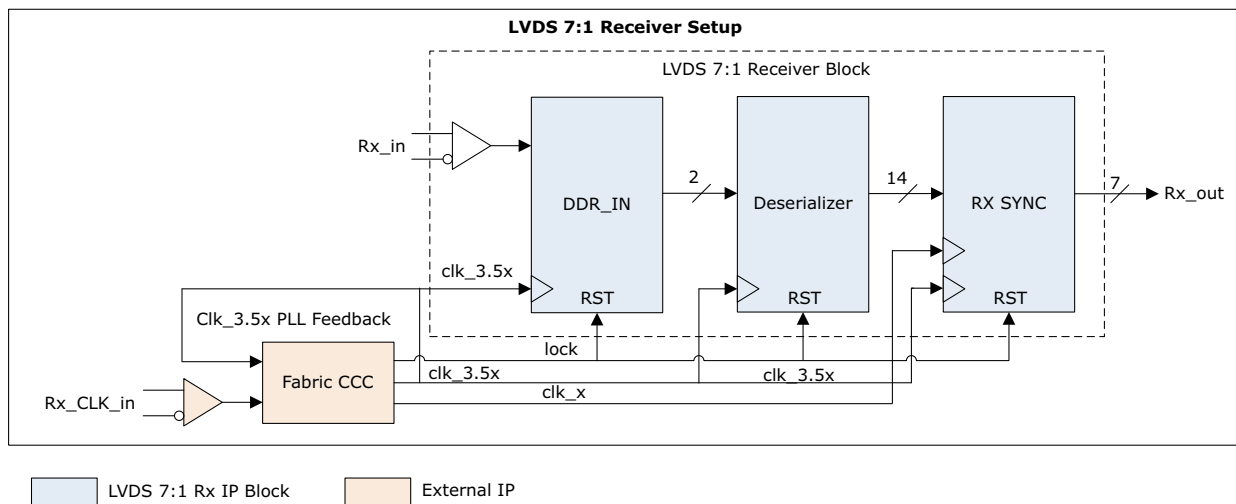 LVDS 7:1 Receiver Setup
LVDS 7:1 Receiver Block
Rx_in
DDR_IN
2
Deserializer
14
RX SYNC
7
Rx_out
clk_3.5x
RST
RST
RST
Clk_3.5x PLL Feedback
lock
Fabric CCC
clk_3.5x
clk_3.5x
clk_x
Rx_CLK_in
LVDS 7:1 Rx IP Block
External IP